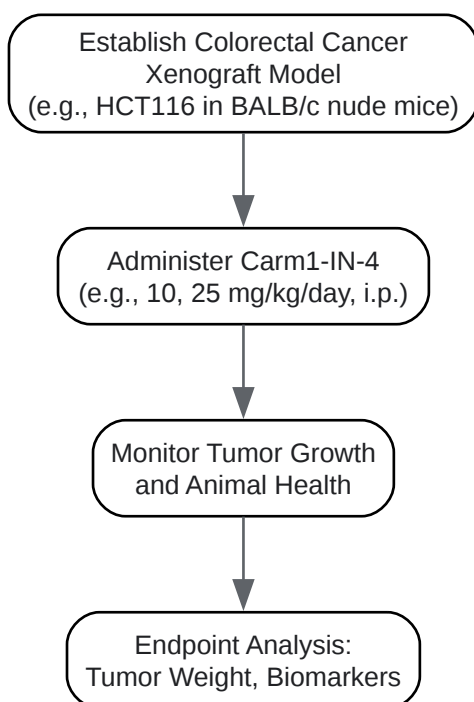 Establish Colorectal Cancer
Xenograft Model
(e.g., HCT116 in BALB/c nude mice)
Administer Carm1-IN-4
(e.g., 10, 25 mg/kg/day, i.p.)
Monitor Tumor Growth
and Animal Health
Endpoint Analysis:
Tumor Weight, Biomarkers